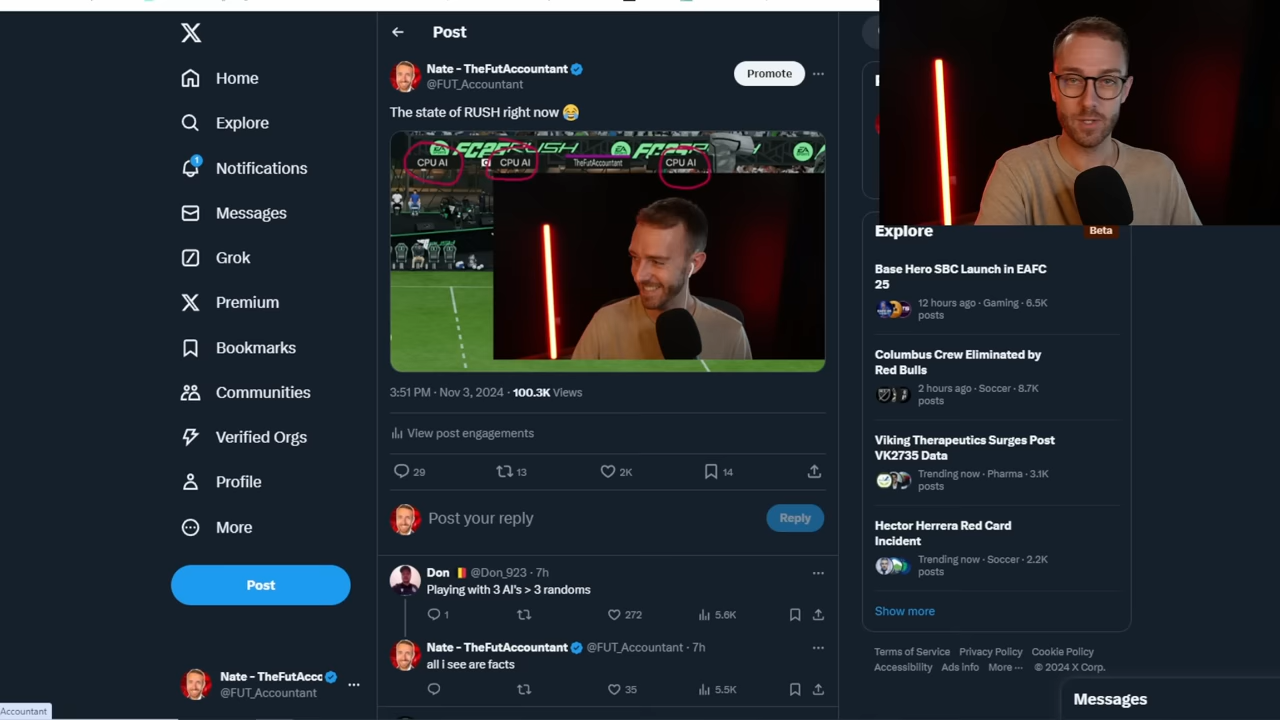 Post
Home
Explore
1
Notifications
Messages
Grok
Premium
Bookmarks
Communities
Verified Orgs
Profile
More
Post
Nate - TheFutAcc
@FUT_Accountant
Accountant
Nate - TheFutAccountant
@FUT_Accountant
Promote
The state of RUSH right now 😂
CPU AI
CPU AI
TheFutAccountant
CPU AI
3:51 PM · Nov 3, 2024 · 100.3K Views
View post engagements
29 13 2K 14
Post your reply
Reply
Don 🇧🇪 @Don_923 · 7h
Playing with 3 AI's > 3 randoms
1 272 5.6K
Nate - TheFutAccountant @FUT_Accountant · 7h
all i see are facts
35 5.5K
Explore
Beta
Base Hero SBC Launch in EAFC
25
12 hours ago · Gaming · 6.5K
posts
Columbus Crew Eliminated by
Red Bulls
2 hours ago · Soccer · 8.7K
posts
Viking Therapeutics Surges Post
VK2735 Data
Trending now · Pharma · 3.1K
posts
Hector Herrera Red Card
Incident
Trending now · Soccer · 2.2K
posts
Show more
Terms of Service Privacy Policy Cookie Policy
Accessibility Ads info More ··· © 2024 X Corp.
Messages